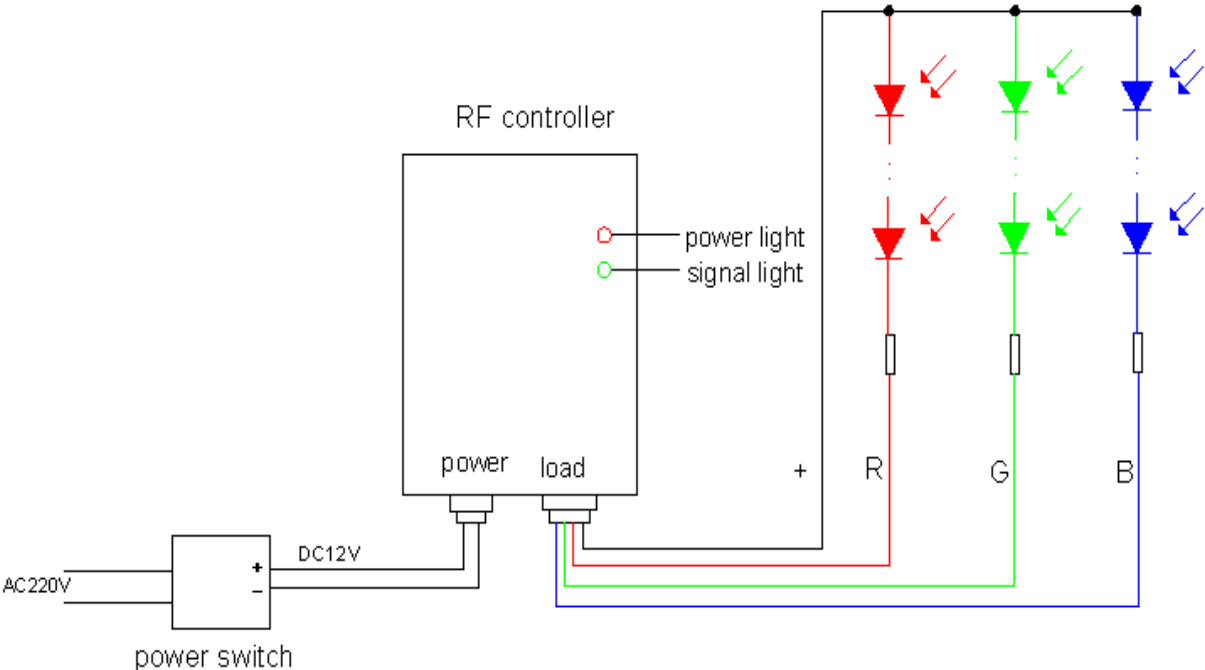 RF controller
power light
signal light
power
load
+
R
G
B
DC12V
+
AC220V
−
power switch